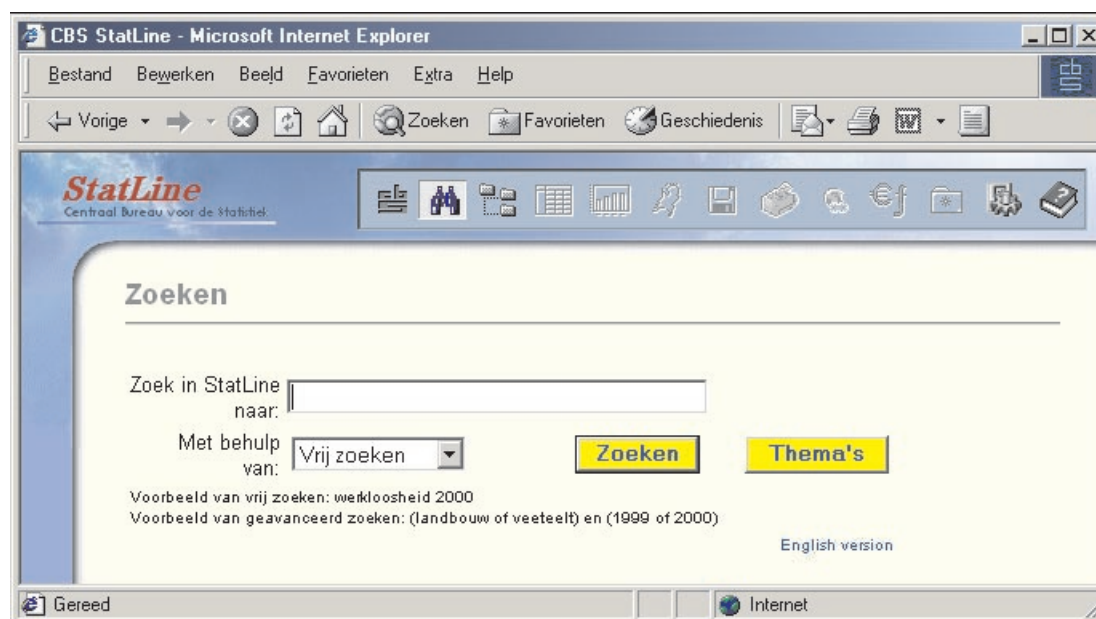 CBS StatLine - Microsoft Internet Explorer
Bestand Bewerken Beeld Favorieten Extra Help
Vorige Zoeken Favorieten Geschiedenis
StatLine
Centraal Bureau voor de Statistiek
Zoeken
Zoek in StatLine
naar:
Met behulp
van:
Vrij zoeken
Zoeken
Thema's
Voorbeeld van vrij zoeken: werkloosheid 2000
Voorbeeld van geavanceerd zoeken: (landbouw of veeteelt) en (1999 of 2000)
English version
Gereed
Internet